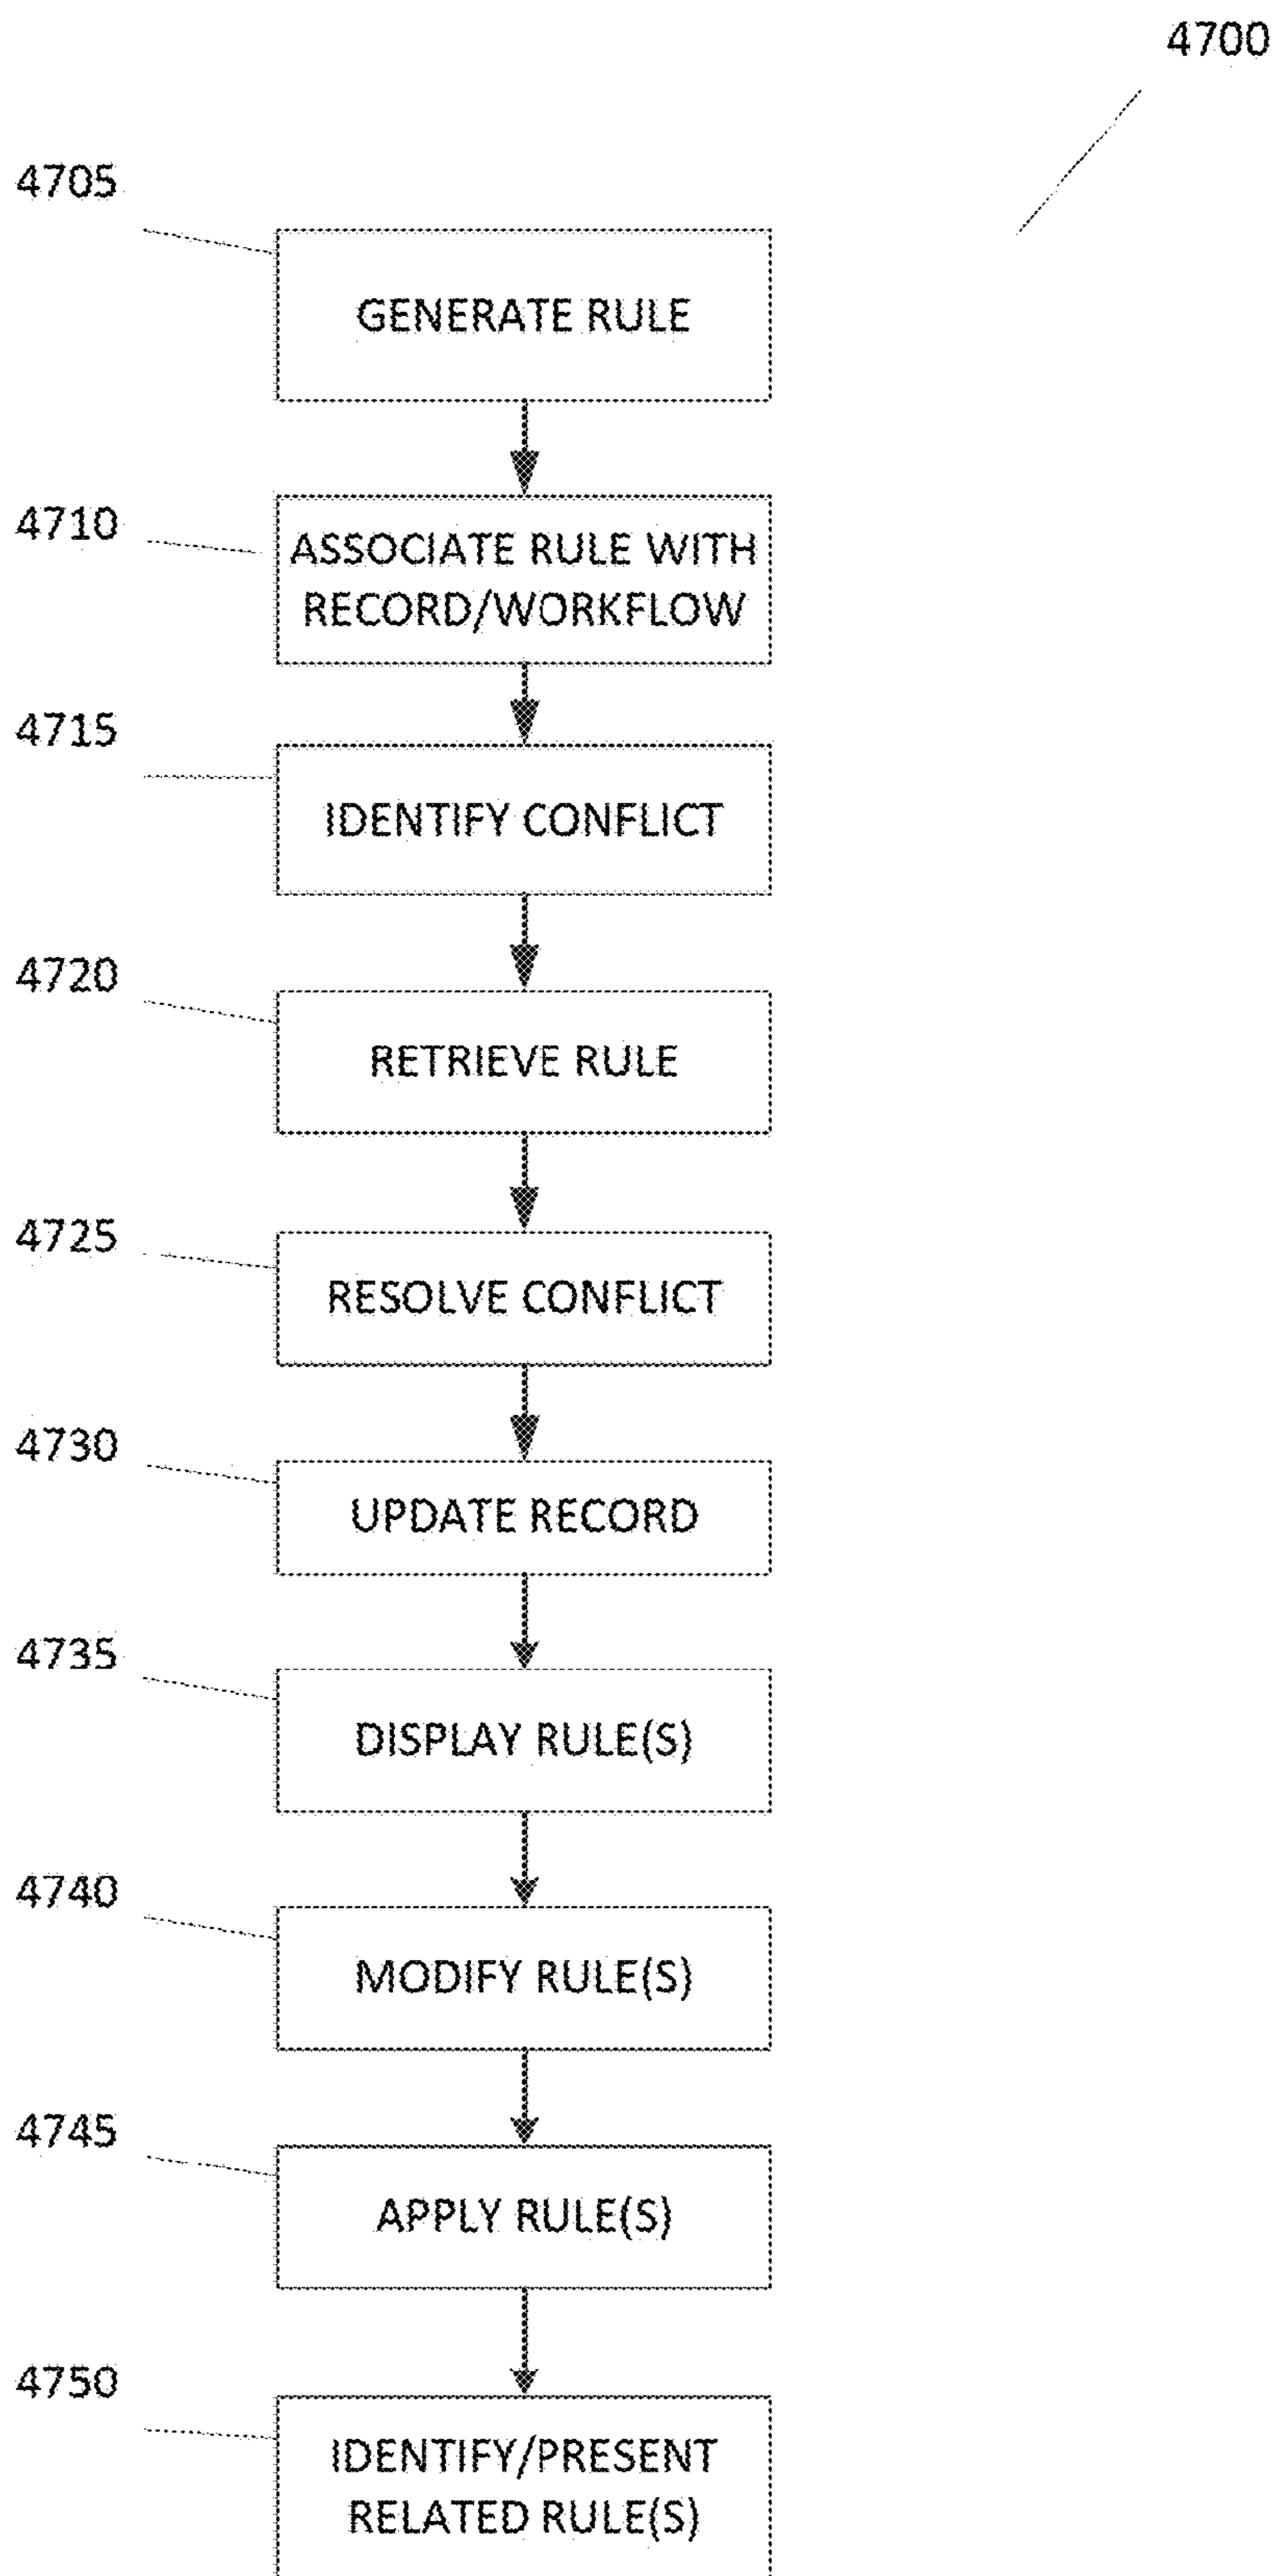 4700
4705
GENERATE RULE
4710
ASSOCIATE RULE WITH
RECORD/WORKFLOW
4715
IDENTIFY CONFLICT
4720
RETRIEVE RULE
4725
RESOLVE CONFLICT
4730
UPDATE RECORD
4735
DISPLAY RULE(S)
4740
MODIFY RULE(S)
4745
APPLY RULE(S)
4750
IDENTIFY/PRESENT
RELATED RULE(S)